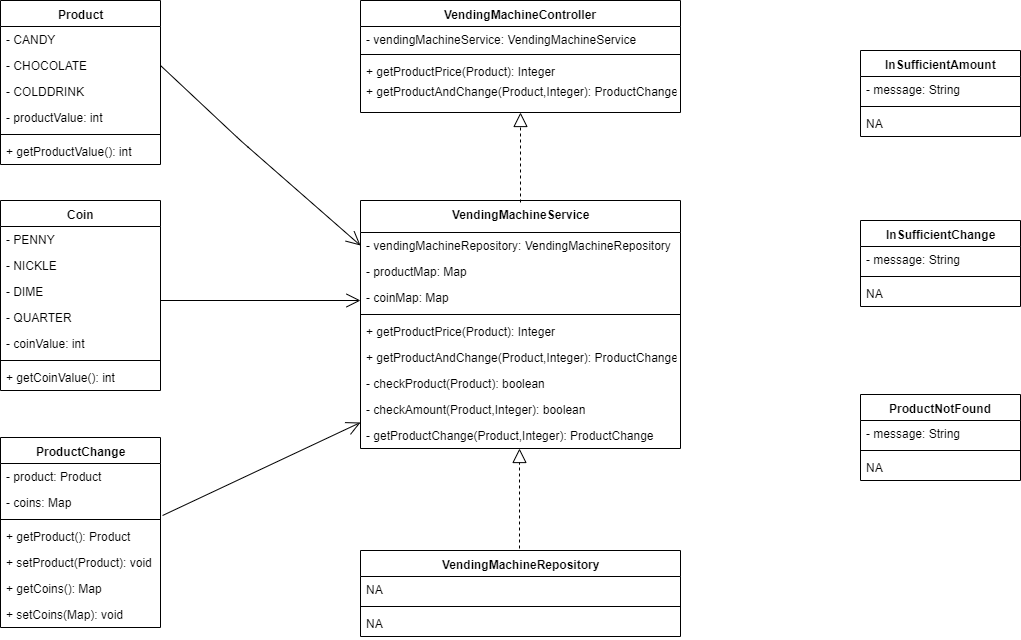 Product
- CANDY
- CHOCOLATE
- COLDDRINK
- productValue: int
+ getProductValue(): int
Coin
- PENNY
- NICKLE
- DIME
- QUARTER
- coinValue: int
+ getCoinValue(): int
ProductChange
- product: Product
- coins: Map
+ getProduct(): Product
+ setProduct(Product): void
+ getCoins(): Map
+ setCoins(Map): void
VendingMachineController
- vendingMachineService: VendingMachineService
+ getProductPrice(Product): Integer
+ getProductAndChange(Product,Integer): ProductChange
VendingMachineService
- vendingMachineRepository: VendingMachineRepository
- productMap: Map
- coinMap: Map
+ getProductPrice(Product): Integer
+ getProductAndChange(Product,Integer): ProductChange
- checkProduct(Product): boolean
- checkAmount(Product,Integer): boolean
- getProductChange(Product,Integer): ProductChange
VendingMachineRepository
NA
NA
InSufficientAmount
- message: String
NA
InSufficientChange
- message: String
NA
ProductNotFound
- message: String
NA